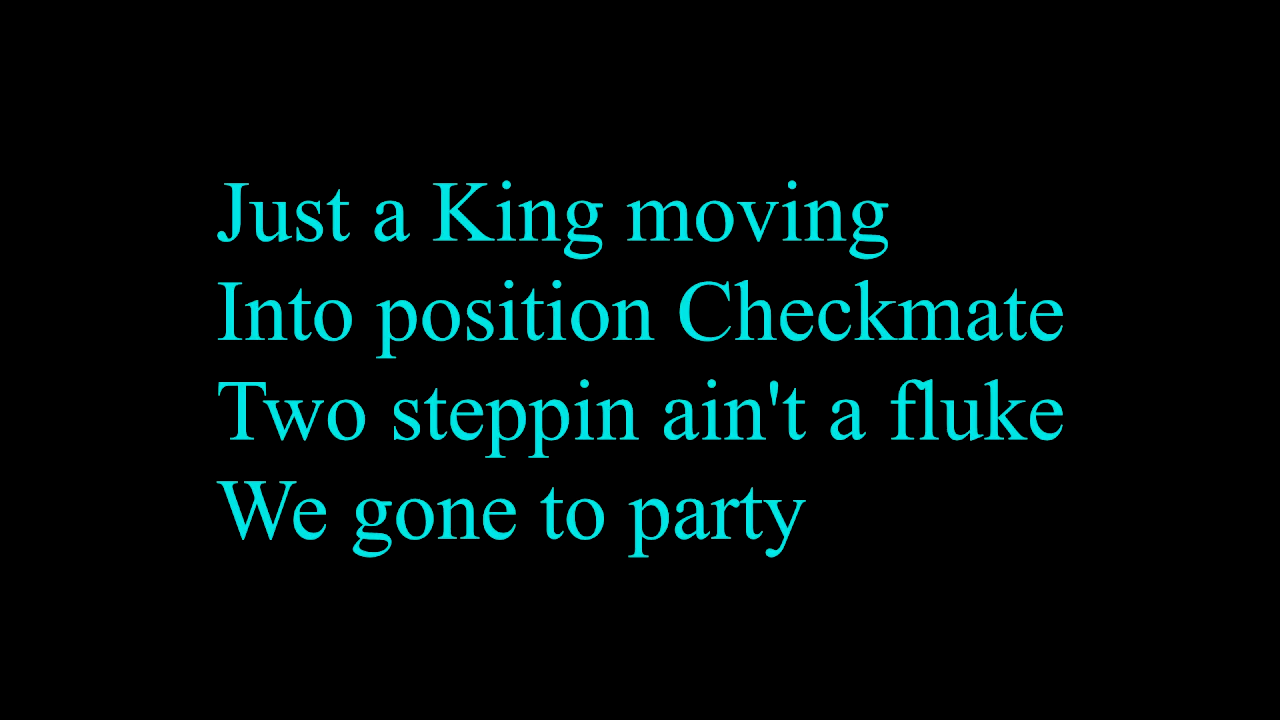 Just a King moving
Into position Checkmate
Two steppin ain't a fluke
We gone to party